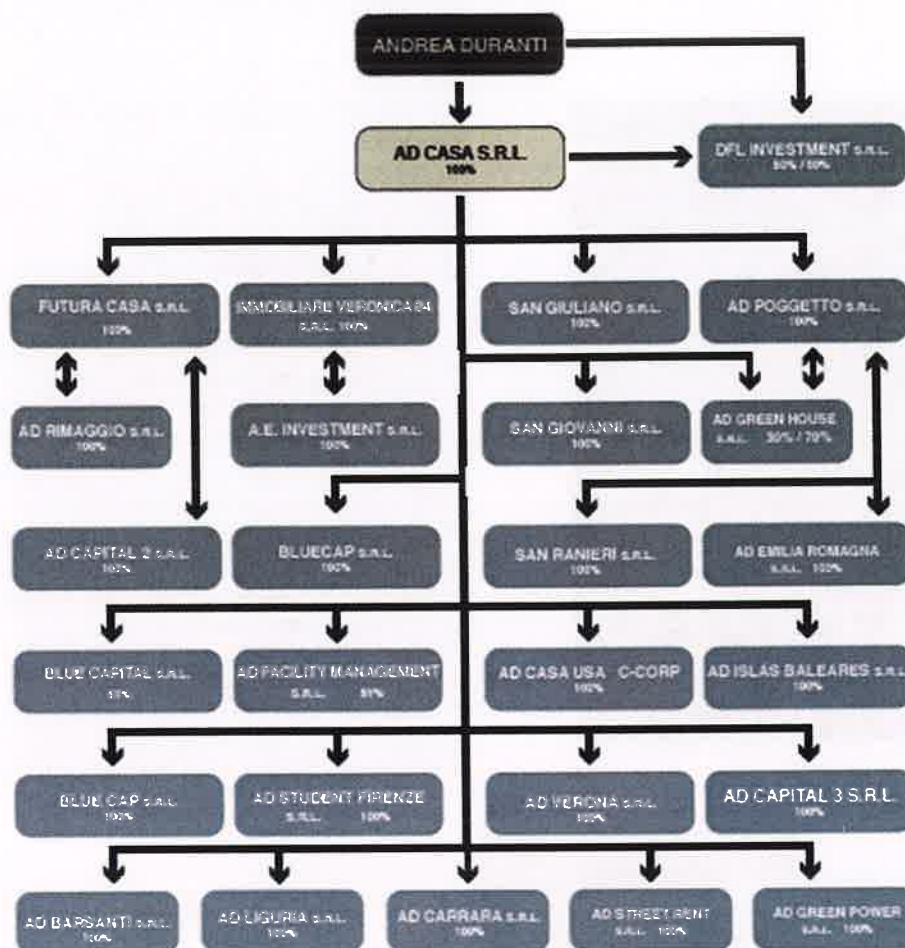 ANDREA DURANTI
AD CASA S.R.L.
100%
DFL INVESTMENT S.R.L.
50% / 50%
FUTURA CASA S.R.L.
100%
IMMOBILIARE VERONICA84
S.R.L. 100%
SAN GIULIANO S.R.L.
100%
AD POGGETTO S.R.L.
100%
AD RIMAGGIO S.R.L.
100%
A.E. INVESTMENT S.R.L.
100%
SAN GIOVANNI S.R.L.
100%
AD GREEN HOUSE
S.R.L. 30% / 70%
AD CAPITAL 2 S.R.L.
100%
BLUECAP S.R.L.
100%
SAN RANIERI S.R.L.
100%
AD EMILIA ROMAGNA
S.R.L. 100%
BLUE CAPITAL S.R.L.
AD FACILITY MANAGEMENT
S.R.L.
AD CASA USA C-CORP
100%
AD ISLAS BALEARES S.R.L.
100%
BLUE CAP S.R.L.
100%
AD STUDENT FIRENZE
S.R.L. 100%
AD VERONA S.R.L.
100%
AD CAPITAL 3 S.R.L.
100%
AD BARSANTI S.R.L.
100%
AD LIGURIA S.R.L.
100%
AD CARRARA S.R.L.
100%
AD STREET RENT
S.R.L. 100%
AD GREEN POWER
S.R.L. 100%